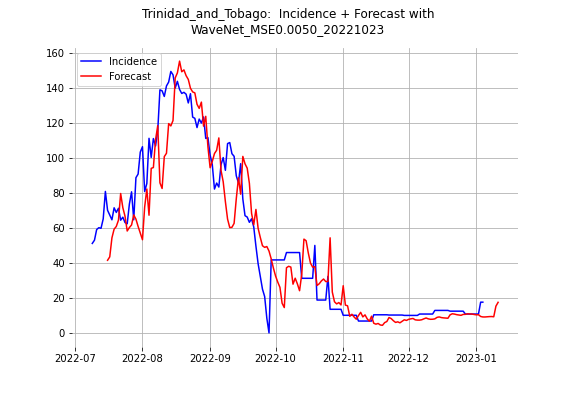 Trinidad_and_Tobago:  Incidence + Forecast with
WaveNet_MSE0.0050_20221023
160
140
120
100
80
60
40
20
0
Incidence
Forecast
2022-07 2022-08 2022-09 2022-10 2022-11 2022-12 2023-01